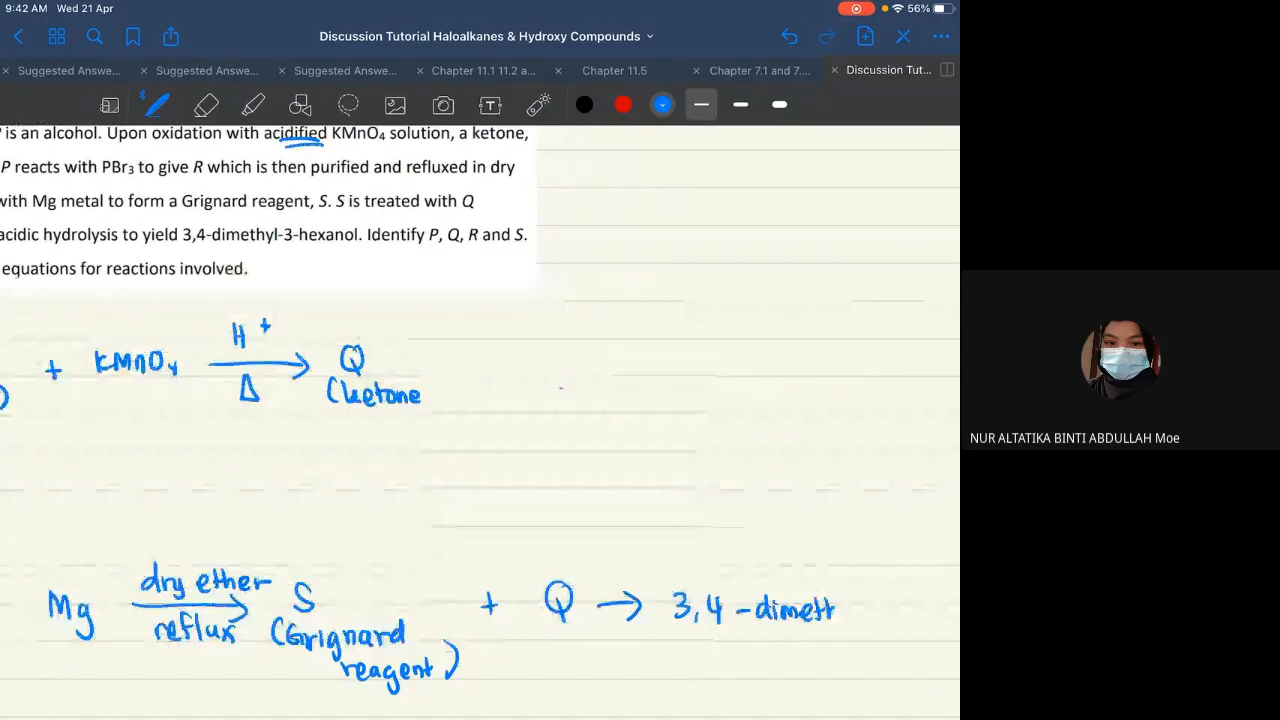 9:42 AM Wed 21 Apr
56%
Discussion Tutorial Haloalkanes & Hydroxy Compounds
Suggested Answe...
Suggested Answe...
Suggested Answe...
Chapter 11.1 11.2 a...
Chapter 11.5
Chapter 7.1 and 7....
Discussion Tut...
P is an alcohol. Upon oxidation with acidified KMnO₄ solution, a ketone,
P reacts with PBr₃ to give R which is then purified and refluxed in dry
with Mg metal to form a Grignard reagent, S. S is treated with Q
acidic hydrolysis to yield 3,4-dimethyl-3-hexanol. Identify P, Q, R and S.
equations for reactions involved.
H⁺
+ KMnO₄ → Q
Δ
(ketone
dry ether
Mg → S + Q → 3,4-dimett
reflux
(Grignard
reagent)
NUR ALTATIKA BINTI ABDULLAH Moe